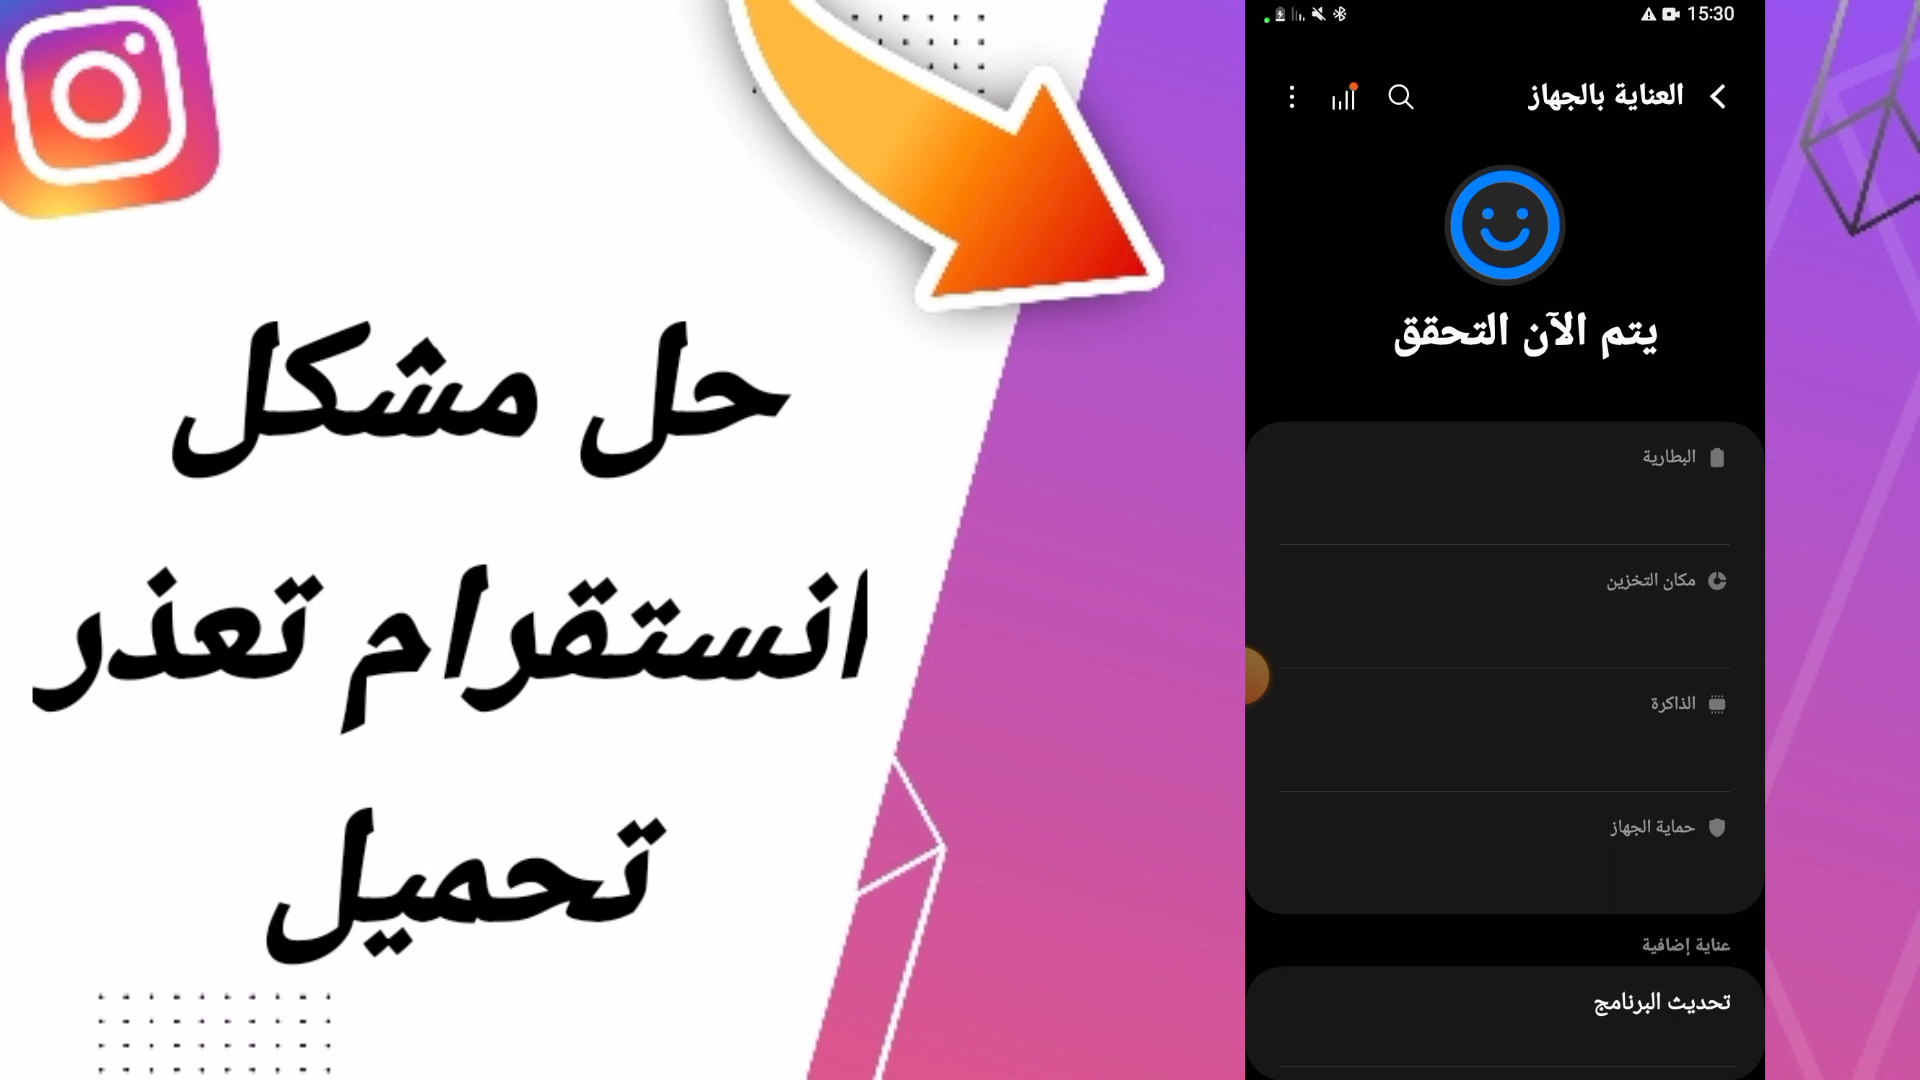 حل مشكل
انستقرام تعذر
تحميل
15:30
العناية بالجهاز
يتم الآن التحقق
البطارية
مكان التخزين
الذاكرة
حماية الجهاز
عناية إضافية
تحديث البرنامج